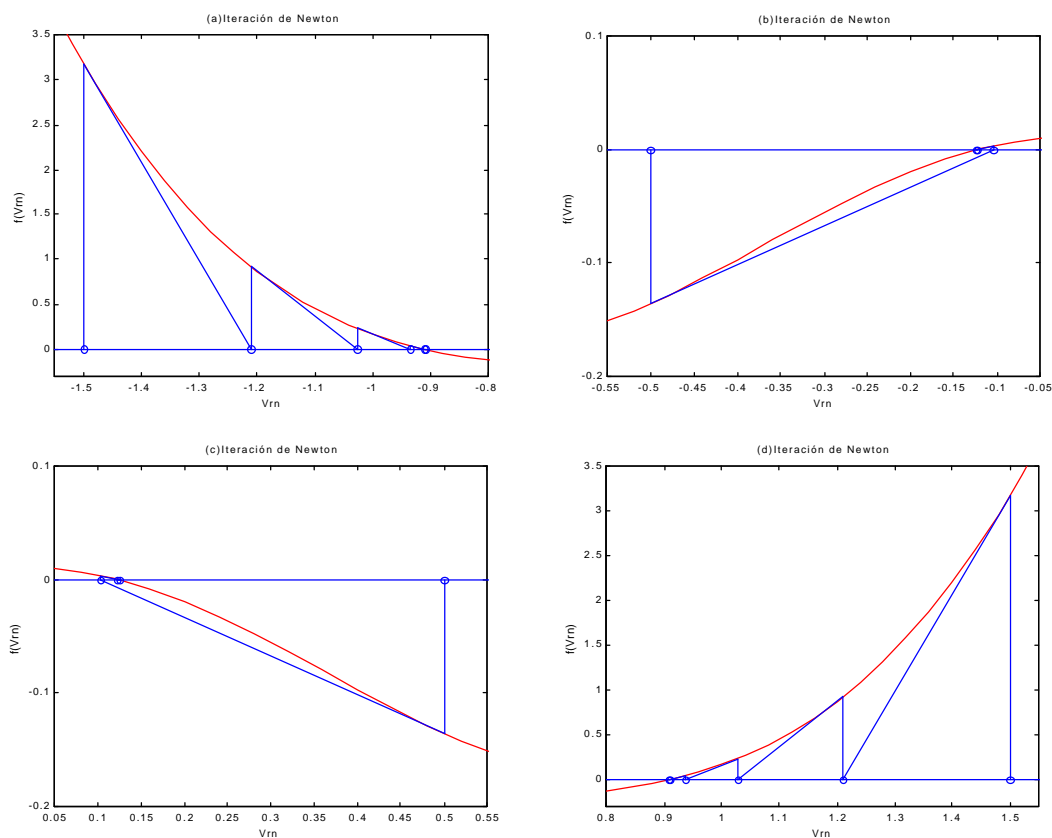 (a)Iteración de Newton
3.5
3
2.5
2
1.5
1
0.5
0
f(Vrn)
-1.5 -1.4 -1.3 -1.2 -1.1 -1 -0.9 -0.8
Vrn
(b)Iteración de Newton
0.1
0
-0.1
-0.2
f(Vrn)
-0.55 -0.5 -0.45 -0.4 -0.35 -0.3 -0.25 -0.2 -0.15 -0.1 -0.05
Vrn
(c)Iteración de Newton
0.1
0
-0.1
-0.2
f(Vrn)
0.05 0.1 0.15 0.2 0.25 0.3 0.35 0.4 0.45 0.5 0.55
Vrn
(d)Iteración de Newton
3.5
3
2.5
2
1.5
1
0.5
0
f(Vrn)
0.8 0.9 1 1.1 1.2 1.3 1.4 1.5
Vrn